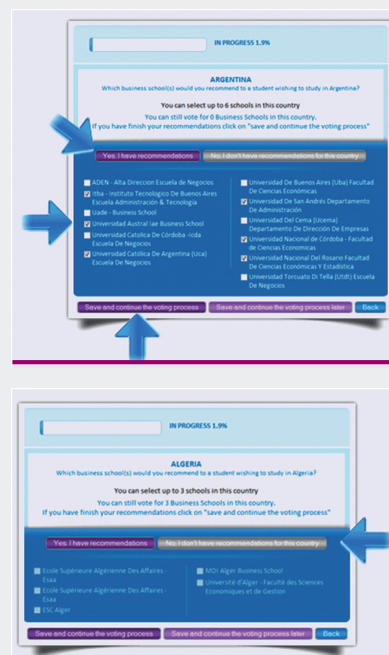 IN PROGRESS 1.9%
ARGENTINA
Which business school(s) would you recommend to a student wishing to study in Argentina?
You can select up to 6 schools in this country
You can still vote for 0 Business Schools in this country.
If you have finish your recommendations click on "save and continue the voting process"
Yes. I have recommendations
No. I don't have recommendations for this country
ADEN - Alta Direccion Escuela de Negocios
Itba - Instituto Tecnologico De Buenos Aires
Escuela Administración & Tecnología
Uade - Business School
Universidad Austral Iae Business School
Universidad Catolica De Córdoba -Icda
Escuela De Negocios
Universidad Católica De Argentina (Uca)
Escuela De Negocios
Universidad De Buenos Aires (Uba) Facultad
de Ciencias Económicas
Universidad De San Andrés Departamento
De Administración
Universidad Del Cema (Ucema)
Departamento De Dirección De Empresas
Universidad Nacional de Córdoba - Facultad
de Ciencias Economicas
Universidad Nacional Del Rosario Facultad
De Ciencias Económicas Y Estadística
Universidad Torcuato Di Tella (Utdt) Escuela
De Negocios
Save and continue the voting process
Save and continue the voting process later
Back
IN PROGRESS 1.9%
ALGERIA
Which business school(s) would you recommend to a student wishing to study in Algeria?
You can select up to 3 schools in this country
You can still vote for 3 Business Schools in this country.
If you have finish your recommendations click on "save and continue the voting process"
Yes. I have recommendations
No. I don't have recommendations for this country
Ecole Supérieure Algérienne Des Affaires -
Esaa
Ecole Supérieure Algérienne Des Affaires -
Esaa
ESC Alger
MDI Alger Business School
Université d'Alger - Faculté des Sciences
Economiques et de Gestion
Save and continue the voting process
Save and continue the voting process later
Back